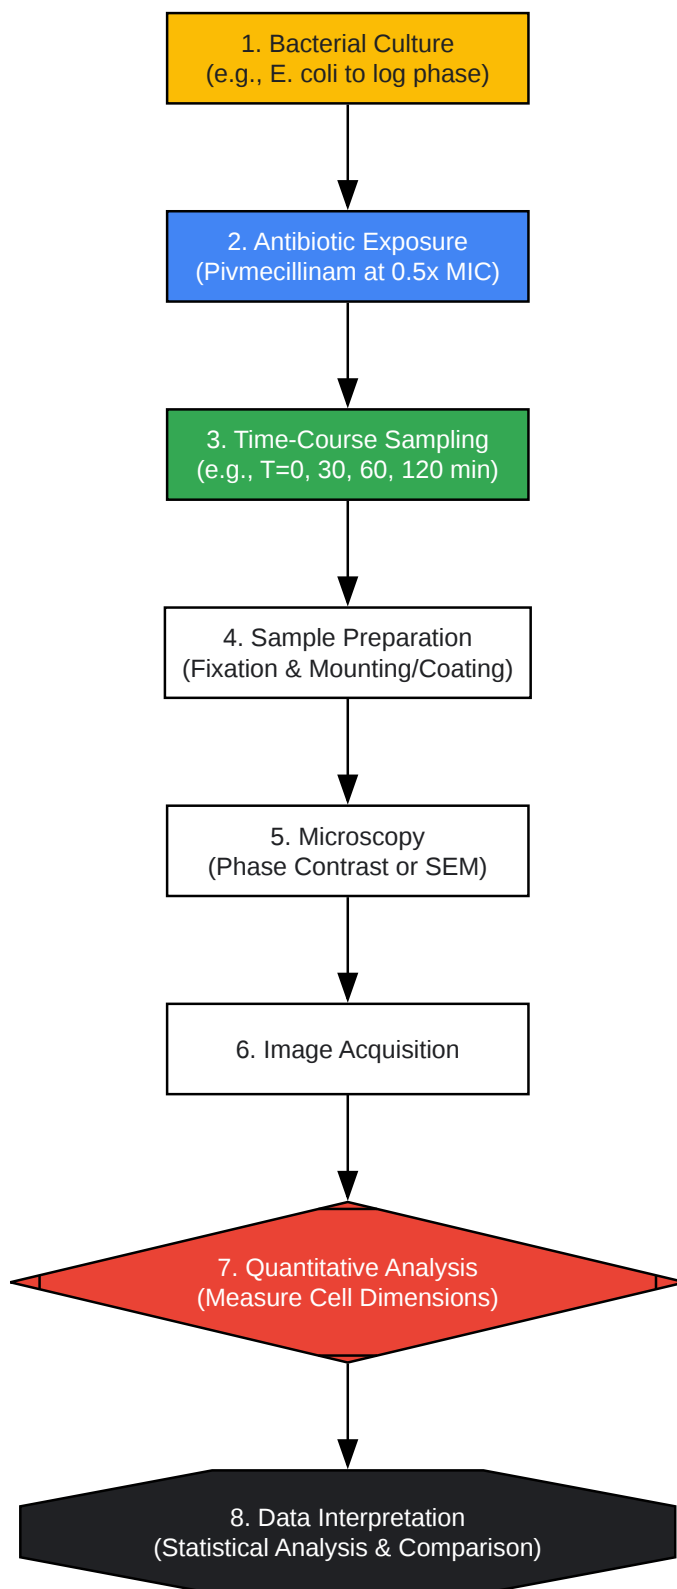 1. Bacterial Culture
(e.g., E. coli to log phase)
2. Antibiotic Exposure
(Pivmecillinam at 0.5x MIC)
3. Time-Course Sampling
(e.g., T=0, 30, 60, 120 min)
4. Sample Preparation
(Fixation & Mounting/Coating)
5. Microscopy
(Phase Contrast or SEM)
6. Image Acquisition
7. Quantitative Analysis
(Measure Cell Dimensions)
8. Data Interpretation
(Statistical Analysis & Comparison)